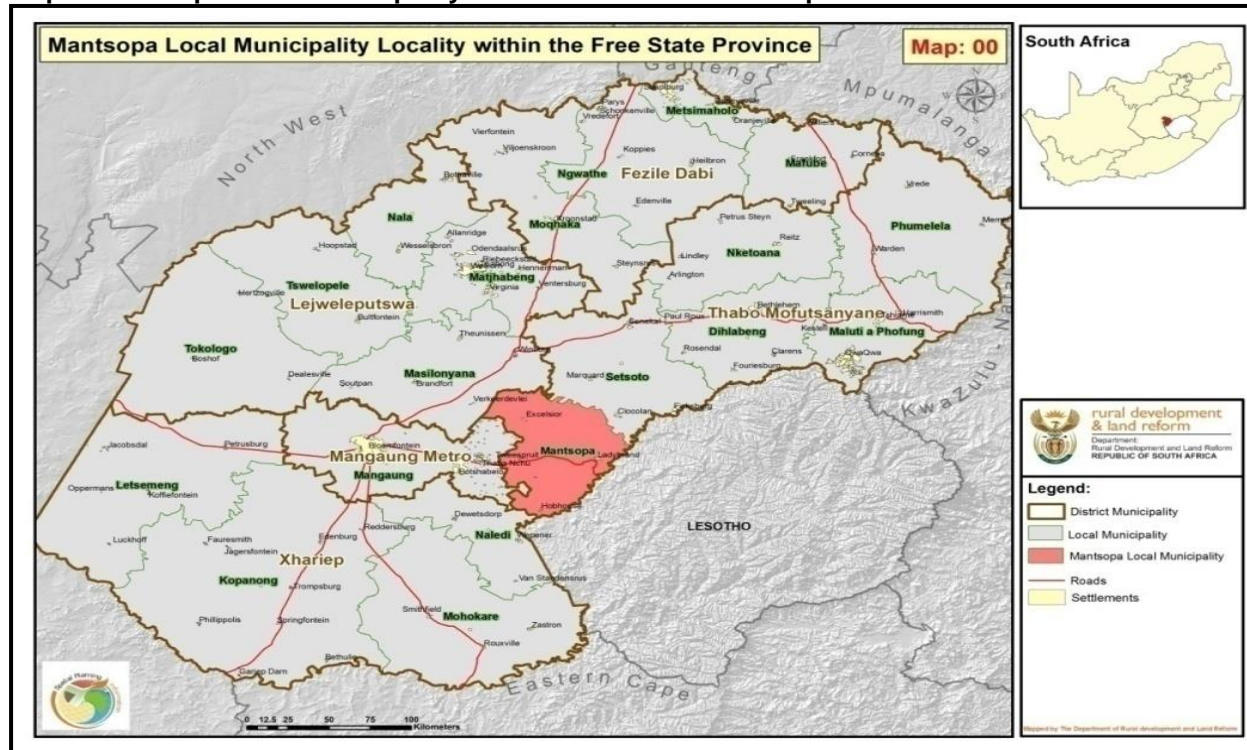 Mantsopa Local Municipality Locality within the Free State Province
Map: 00
South Africa
Gauteng
Mpumalanga
North West
Parys
Schonkenville
Vredefort
Metsimaholo
Oranjeville
Vierfontein
Viljoenskroon
Koppies
Heilbron
Mafube
Cornelia
Ngwathe
Fezile Dabi
Vrede
Edenville
Tweeling
Nala
Moqhaka
Kroonstad
Petrus Steyn
Phumelela
Allanridge
Reitz
Hoopstad
Wesselsbron
Odendaalsrus
Nketoana
Warden
Hennenman
Steynsrus
Lindley
Matjhabeng
Arlington
Tswelopele
Virginia
Ventersburg
Hertzogville
Lejweleputswa
Bethlehem
Bultfontein
Thabo Mofutsanyane
Harrismith
Senekal
Paul Roux
Dihlabeng
Kestell
Maluti a Phofung
Theunissen
Tokologo
Boshof
Rosendal
Clarens
QwaQwa
Fouriesburg
Dealesville
Soutpan
Masilonyana
Brandfort
Marquard
Setsoto
KwaZulu - Natal
Verkeerdevlei
Excelsior
Clocolan
Ficksburg
Jacobsdal
Petrusburg
Bloemfontein
Mantsopa
Ladybrand
Mangaung Metro
Tweespruit
Thaba Nchu
Botshabelo
Mangaung
Oppermans
Letsemeng
Koffiefontein
Hobhouse
Dewetsdorp
LESOTHO
Reddersburg
Naledi
Wepener
Luckhoff
Fauresmith
Edenburg
Jagersfontein
Xhariep
Kopanong
Trompsburg
Van Stadensrus
Smithfield
Mohokare
Philippolis
Springfontein
Zastron
Rouxville
Bethulie
Gariep Dam
Eastern Cape
0 12.5 25 50 75 100
Kilometers
rural development
& land reform
Department:
Rural Development and Land Reform
REPUBLIC OF SOUTH AFRICA
Legend:
District Municipality
Local Municipality
Mantsopa Local Municipality
Roads
Settlements
Mapped by The Department of Rural development and Land Reform